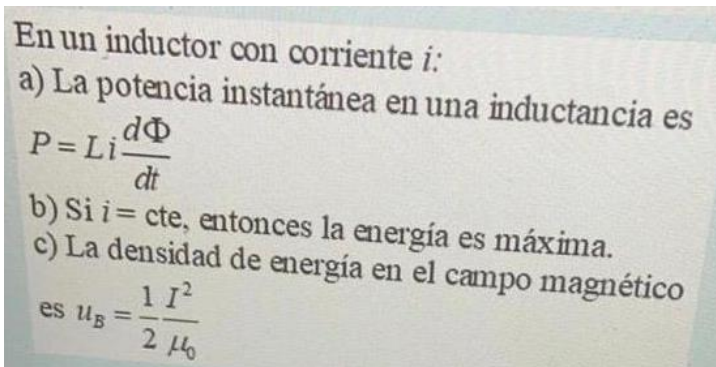 En un inductor con corriente i:
a) La potencia instantánea en una inductancia es
P = L i dΦ/dt
b) Si i = cte, entonces la energía es máxima.
c) La densidad de energía en el campo magnético
es u_B = 1/2 I²/μ₀